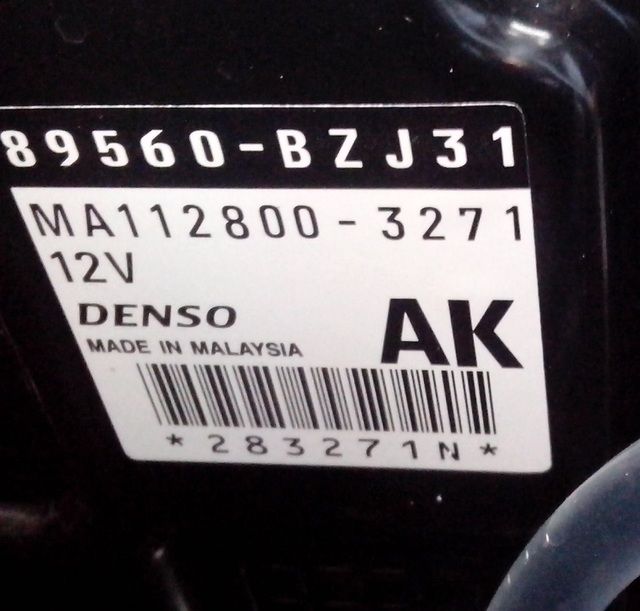 89560-BZJ31
MA112800-3271
12V
DENSO
MADE IN MALAYSIA
AK
*283271N*